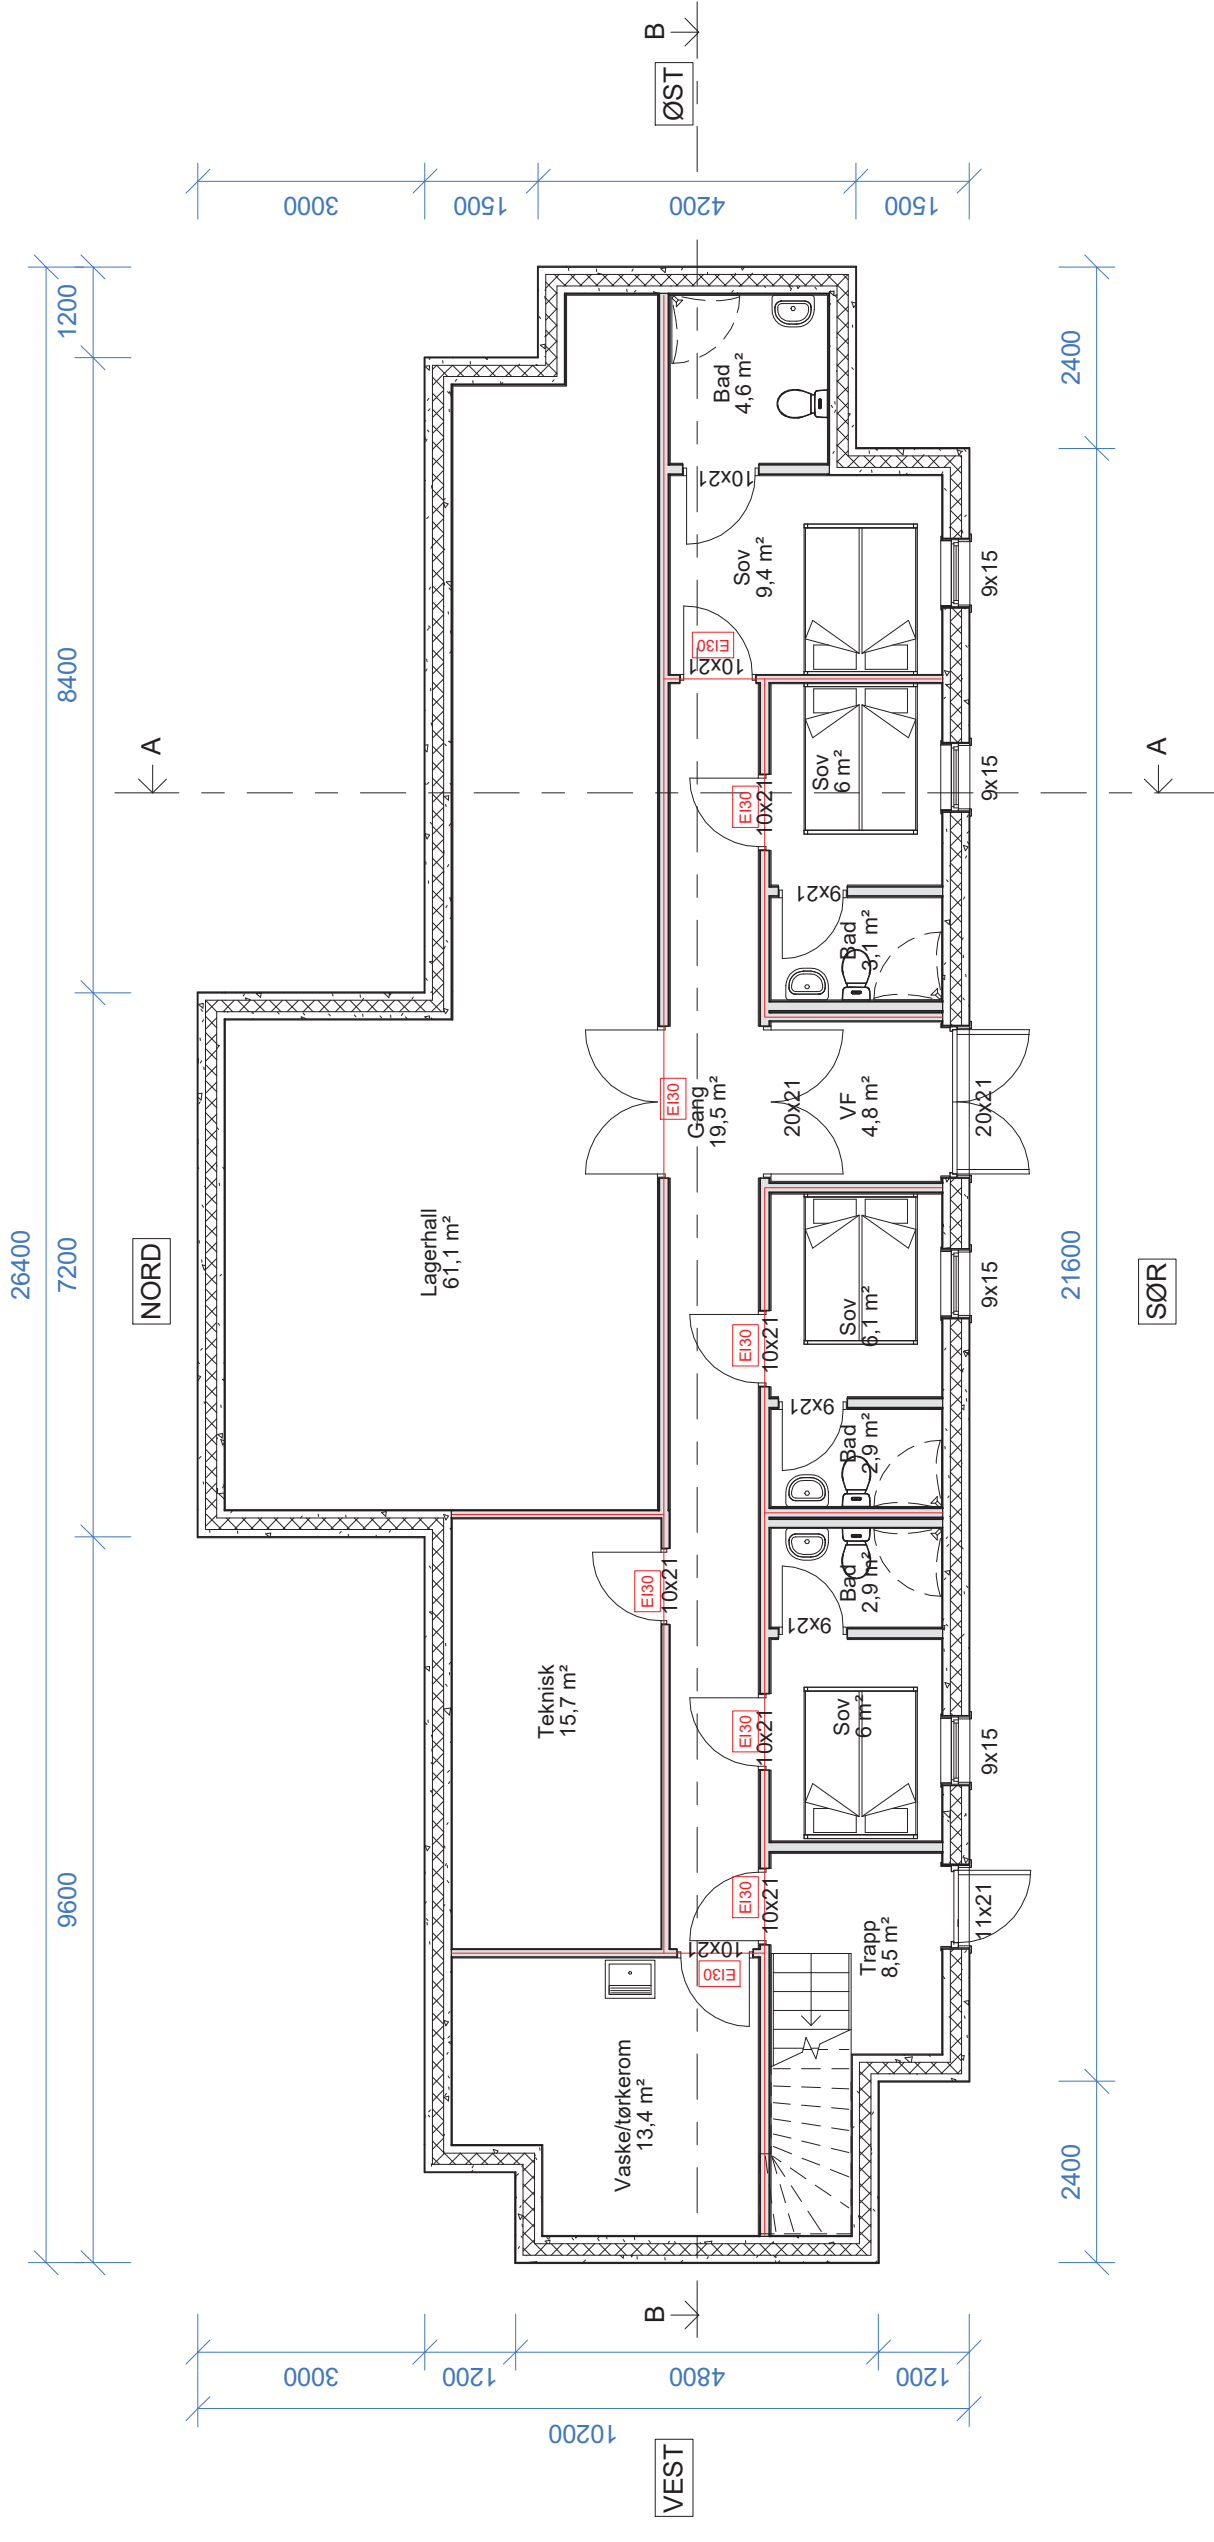 26400
9600
7200
8400
1200
NORD
A
VEST
10200
3000
1200
4800
1200
B
Vaske/tørkerom
13,4 m²
Teknisk
15,7 m²
Lagerhall
61,1 m²
EI30
10x21
EI30
EI30
10x21
Gang
19,5 m²
EI30
10x21
EI30
10x21
EI30
10x21
EI30
10x21
EI30
10x21
10x21
Bad
4,6 m²
Trapp
8,5 m²
Sov
6 m²
9x21
Bad
2,9 m²
Bad
2,9 m²
9x21
Sov
6,1 m²
20x21
VF
4,8 m²
9x21
Bad
3,1 m²
Sov
6 m²
Sov
9,4 m²
11x21
9x15
9x15
20x21
9x15
9x15
B
ØST
3000
1500
4200
1500
2400
21600
2400
SØR
A